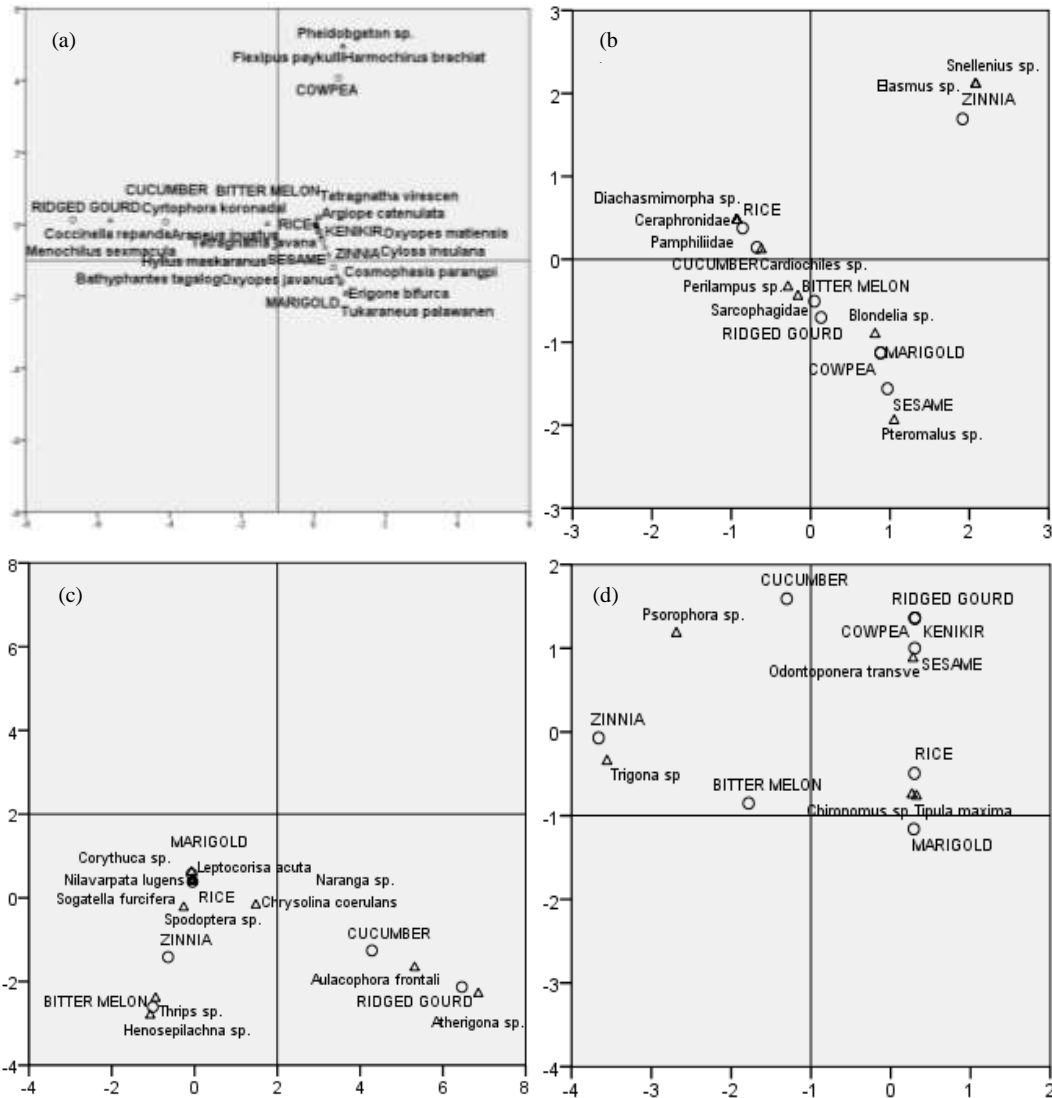 (a)
Pheidobgeton sp.
Flexipus paykulli Harmochirus brachiat
COWPEA
CUCUMBER BITTER MELON Tetragnatha virescen
RIDGED GOURD Cyrtophora koronadal Argiope catenulata
RICE KENIKIR Oxyopes matiensis
Coccinella repanda Araneus inustus
Menochilus sexmacula Tetragnatha javana ZINNIA Cylosa insulana
Hyllus maskaranus SESAME Cosmophasis parangpi
Bathyphantes tagalog Oxyopes javanus
Erigone bifurca
MARIGOLD Tukaraneus palawanen
(b)
3
2
1
0
-1
-2
-3
Snellenius sp.
Elasmus sp.
ZINNIA
Diachasmimorpha sp.
RICE
Ceraphronidae
Pamphiliidae
CUCUMBER Cardiochiles sp.
Perilampus sp. BITTER MELON
Sarcophagidae Blondelia sp.
RIDGED GOURD MARIGOLD
COWPEA
SESAME
Pteromalus sp.
-3 -2 -1 0 1 2 3
(c)
8
6
4
2
0
-2
-4
MARIGOLD
Corythuca sp. Leptocorisa acuta
Nilavarpata lugens Naranga sp.
Sogatella furcifera RICE Chrysolina coerulans
Spodoptera sp.
ZINNIA CUCUMBER
Aulacophora frontali
BITTER MELON Thrips sp. RIDGED GOURD
Henosepilachna sp. Atherigona sp.
-4 -2 0 2 4 6 8
(d)
2
1
0
-1
-2
-3
-4
CUCUMBER
Psorophora sp. RIDGED GOURD
COWPEA KENIKIR
Odontoponera transve SESAME
ZINNIA
Trigona sp RICE
BITTER MELON
Chironomus sp. Tipula maxima
MARIGOLD
-4 -3 -2 -1 0 1 2